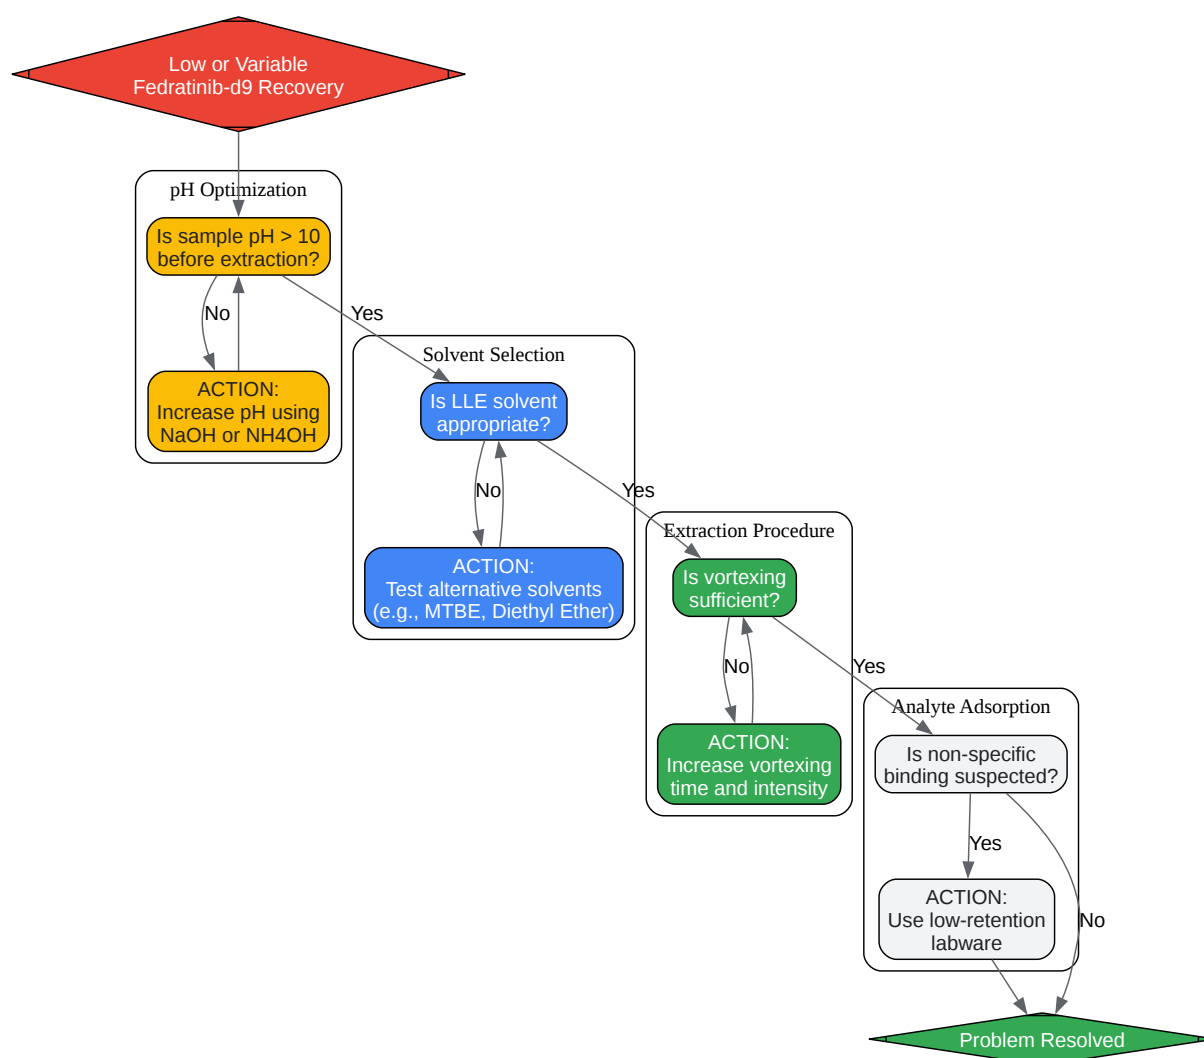 Low or Variable
Fedratinib-d9 Recovery
pH Optimization
Is sample pH > 10
before extraction?
No
Yes
ACTION:
Increase pH using
NaOH or NH4OH
Solvent Selection
Is LLE solvent
appropriate?
No
Yes
ACTION:
Test alternative solvents
(e.g., MTBE, Diethyl Ether)
Extraction Procedure
Is vortexing
sufficient?
No
Yes
ACTION:
Increase vortexing
time and intensity
Analyte Adsorption
Is non-specific
binding suspected?
Yes
No
ACTION:
Use low-retention
labware
Problem Resolved